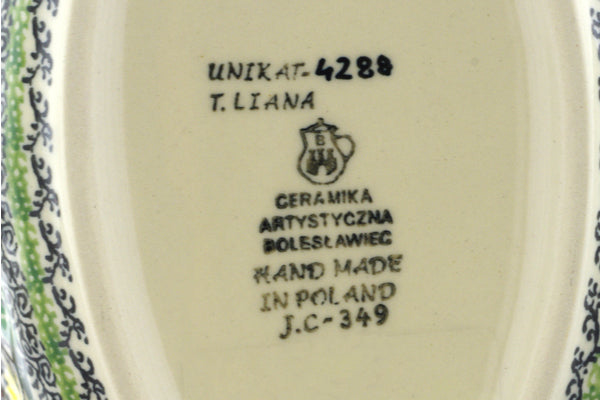 UNIKAT-4288
T. LIANA
B
CERAMIKA
ARTYSTYCZNA
BOLESŁAWIEC
HAND MADE
IN POLAND
J.C-349